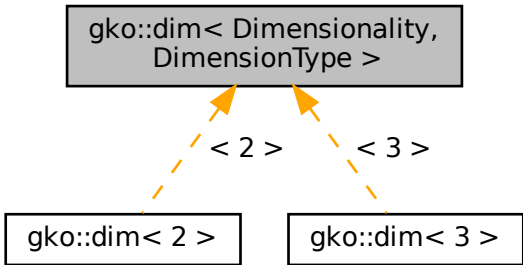 gko::dim< Dimensionality,
DimensionType >
< 2 >
< 3 >
gko::dim< 2 >
gko::dim< 3 >